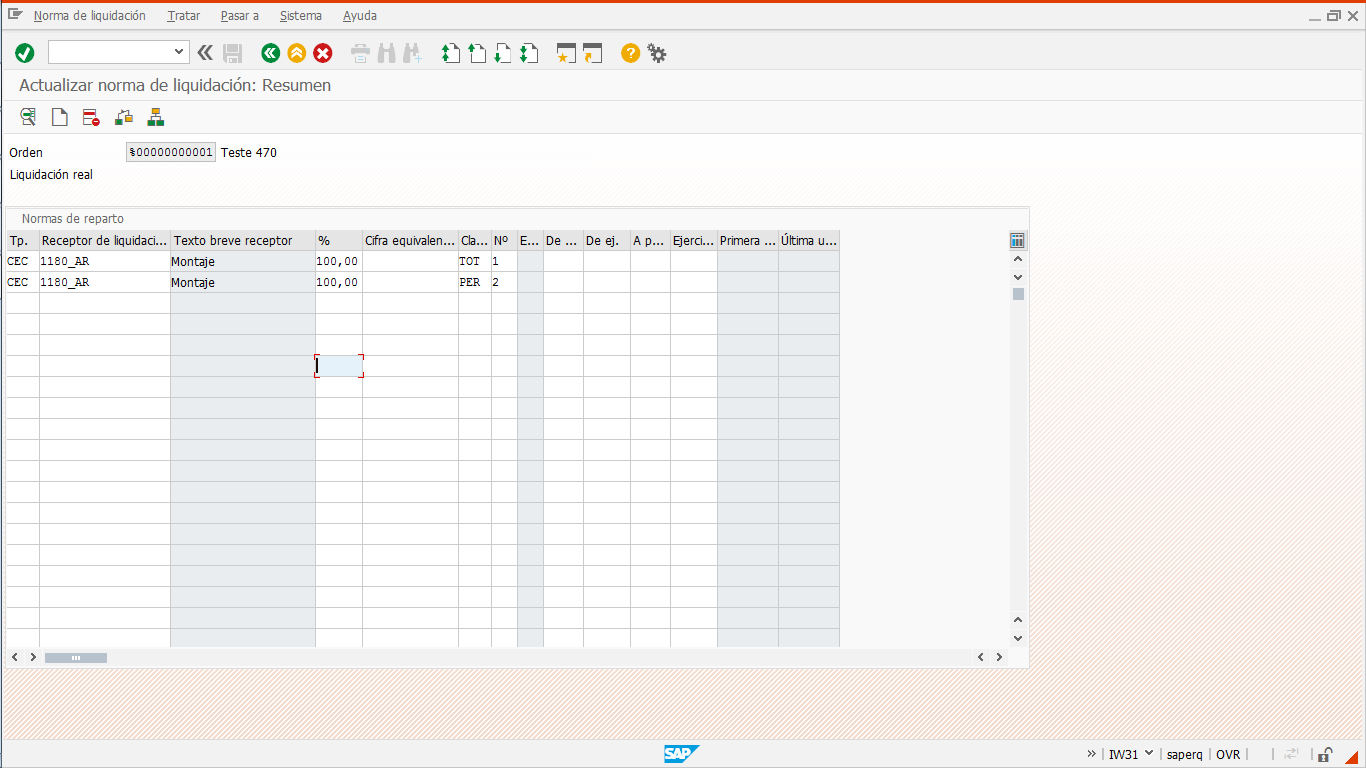 Norma de liquidación Tratar Pasar a Sistema Ayuda
Actualizar norma de liquidación: Resumen
Orden %00000000001 Teste 470
Liquidación real
Normas de reparto
Tp. Receptor de liquidaci... Texto breve receptor % Cifra equivalen... Cla... Nº E... De ... De ej. A p... Ejerci... Primera ... Última u...
CEC 1180_AR Montaje 100,00 TOT 1
CEC 1180_AR Montaje 100,00 PER 2
SAP IW31 saperq OVR